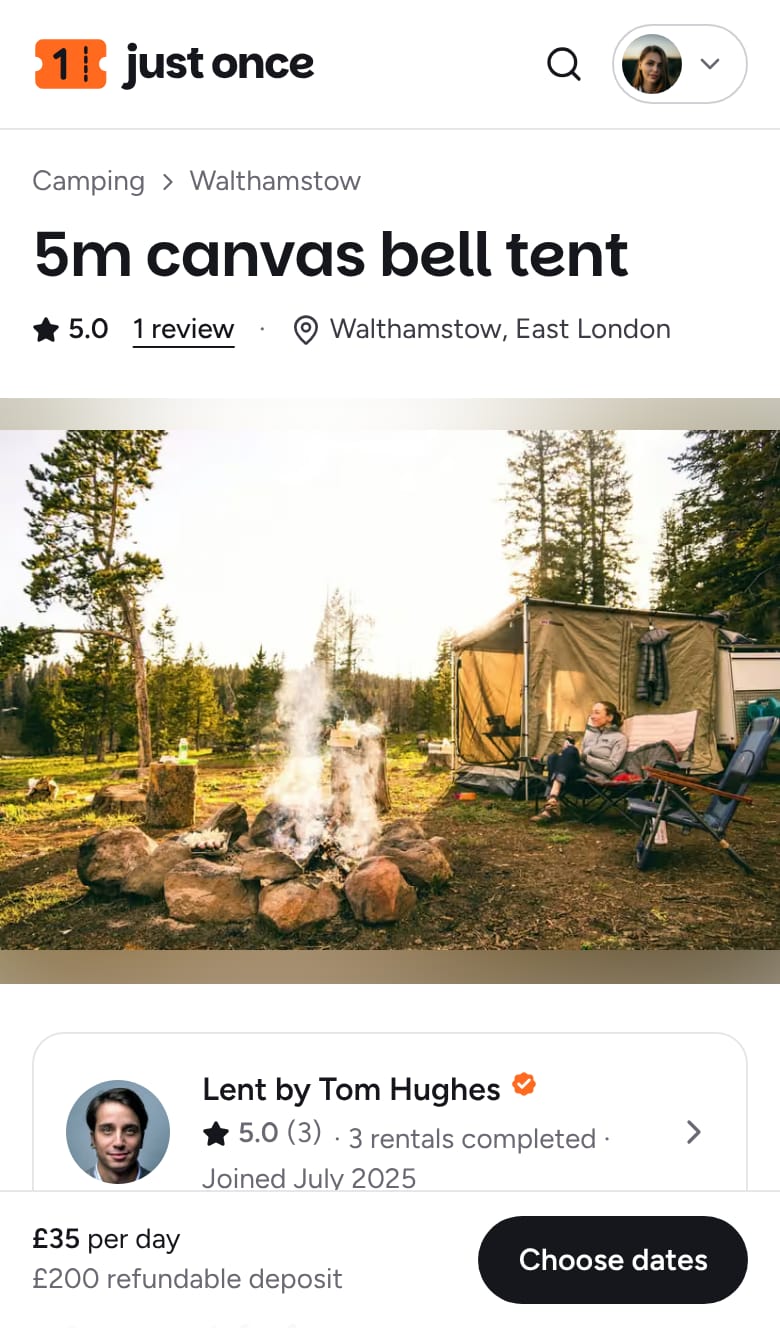 1 just once
Camping > Walthamstow
5m canvas bell tent
5.0 1 review · Walthamstow, East London
Lent by Tom Hughes
5.0 (3) · 3 rentals completed ·
Joined July 2025
£35 per day
£200 refundable deposit
Choose dates